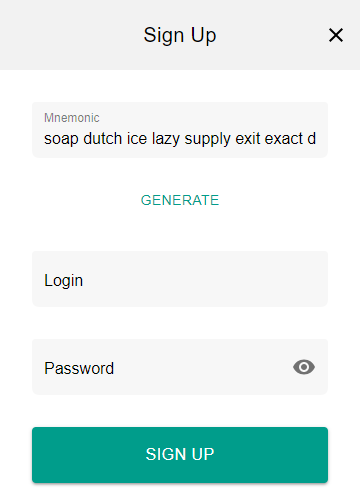 Sign Up
Mnemonic
soap dutch ice lazy supply exit exact d
GENERATE
Login
Password
SIGN UP